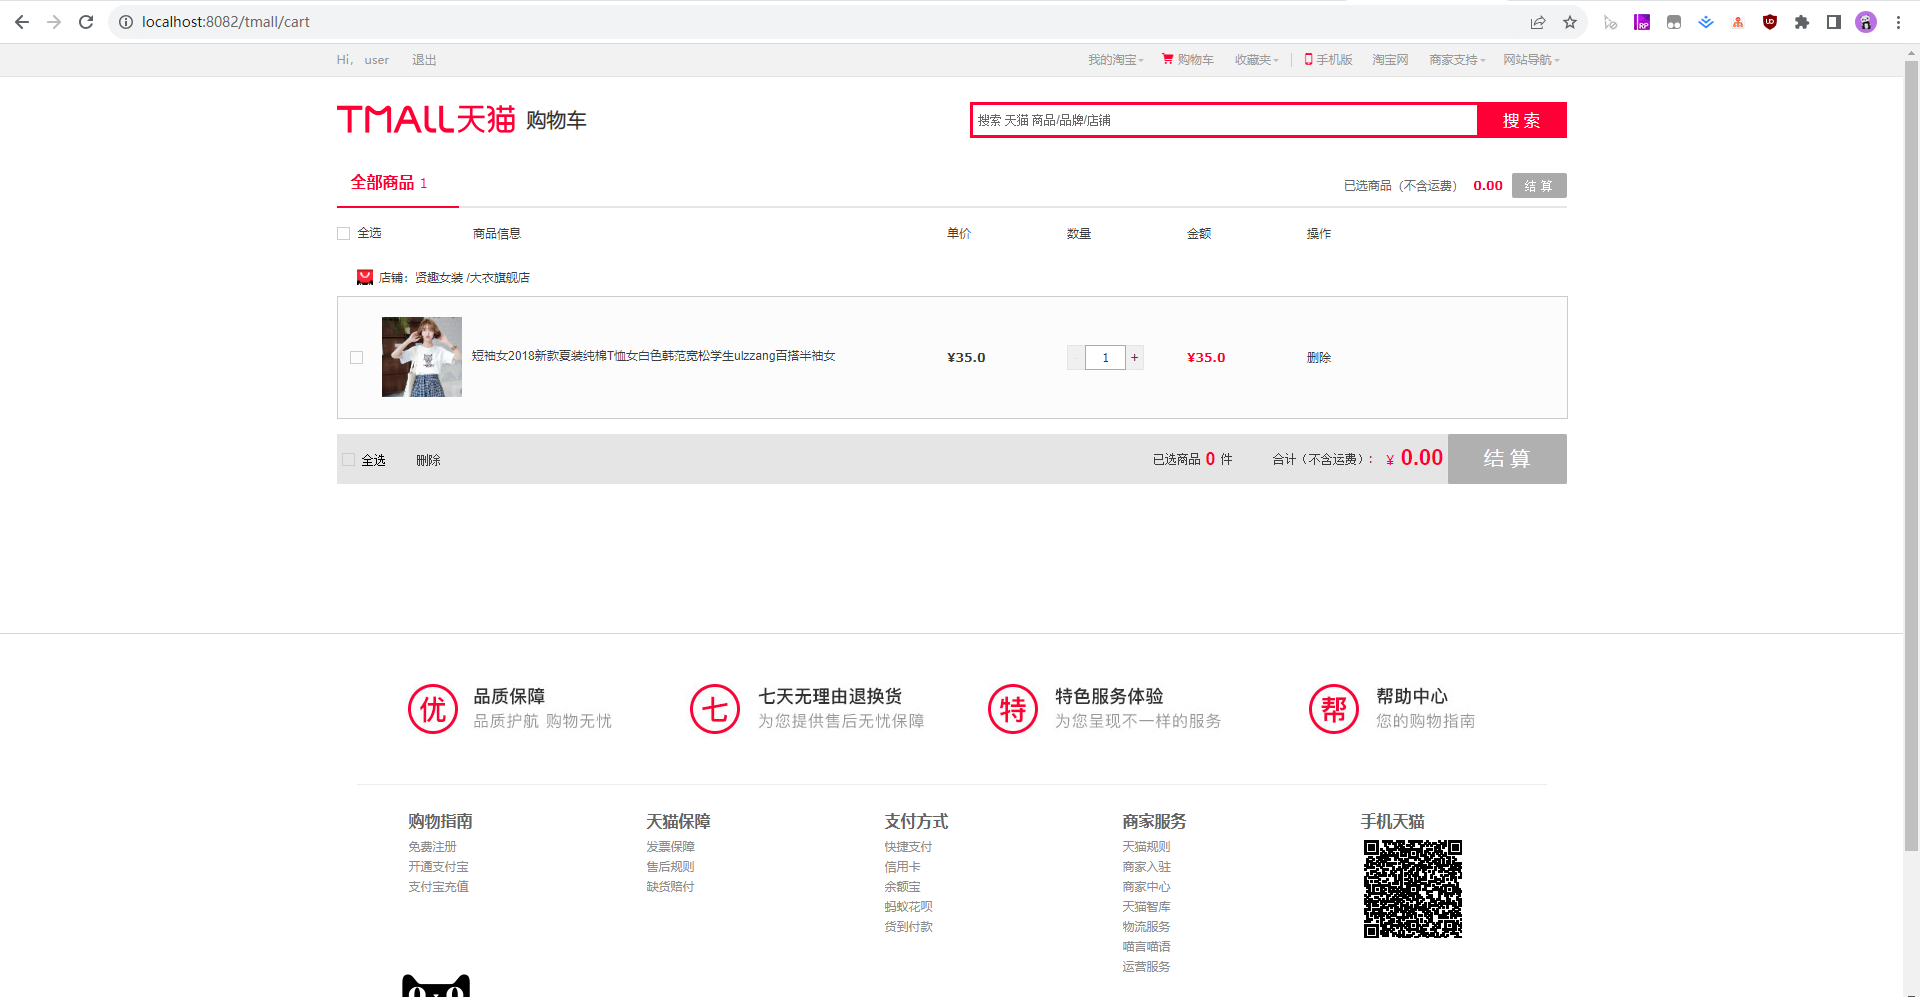 localhost:8082/tmall/cart
Hi, user 退出 我的淘宝 购物车 收藏夹 手机版 淘宝网 商家支持 网站导航
TMALL天猫 购物车 搜索 天猫 商品/品牌/店铺 搜 索
全部商品 1 已选商品（不含运费） 0.00 结 算
全选 商品信息 单价 数量 金额 操作
店铺：贤趣女装 /大衣旗舰店
短袖女2018新款夏装纯棉T恤女白色韩范宽松学生ulzzang百搭半袖女 ¥35.0 - 1 + ¥35.0 删除
全选 删除 已选商品 0 件 合计（不含运费）： ¥ 0.00 结 算
优 品质保障 七 七天无理由退换货 特 特色服务体验 帮 帮助中心
品质护航 购物无忧 为您提供售后无忧保障 为您呈现不一样的服务 您的购物指南
购物指南 天猫保障 支付方式 商家服务 手机天猫
免费注册 发票保障 快捷支付 天猫规则
开通支付宝 售后规则 信用卡 商家入驻
支付宝充值 缺货赔付 余额宝 商家中心
蚂蚁花呗 天猫智库
货到付款 物流服务
喵言喵语
运营服务